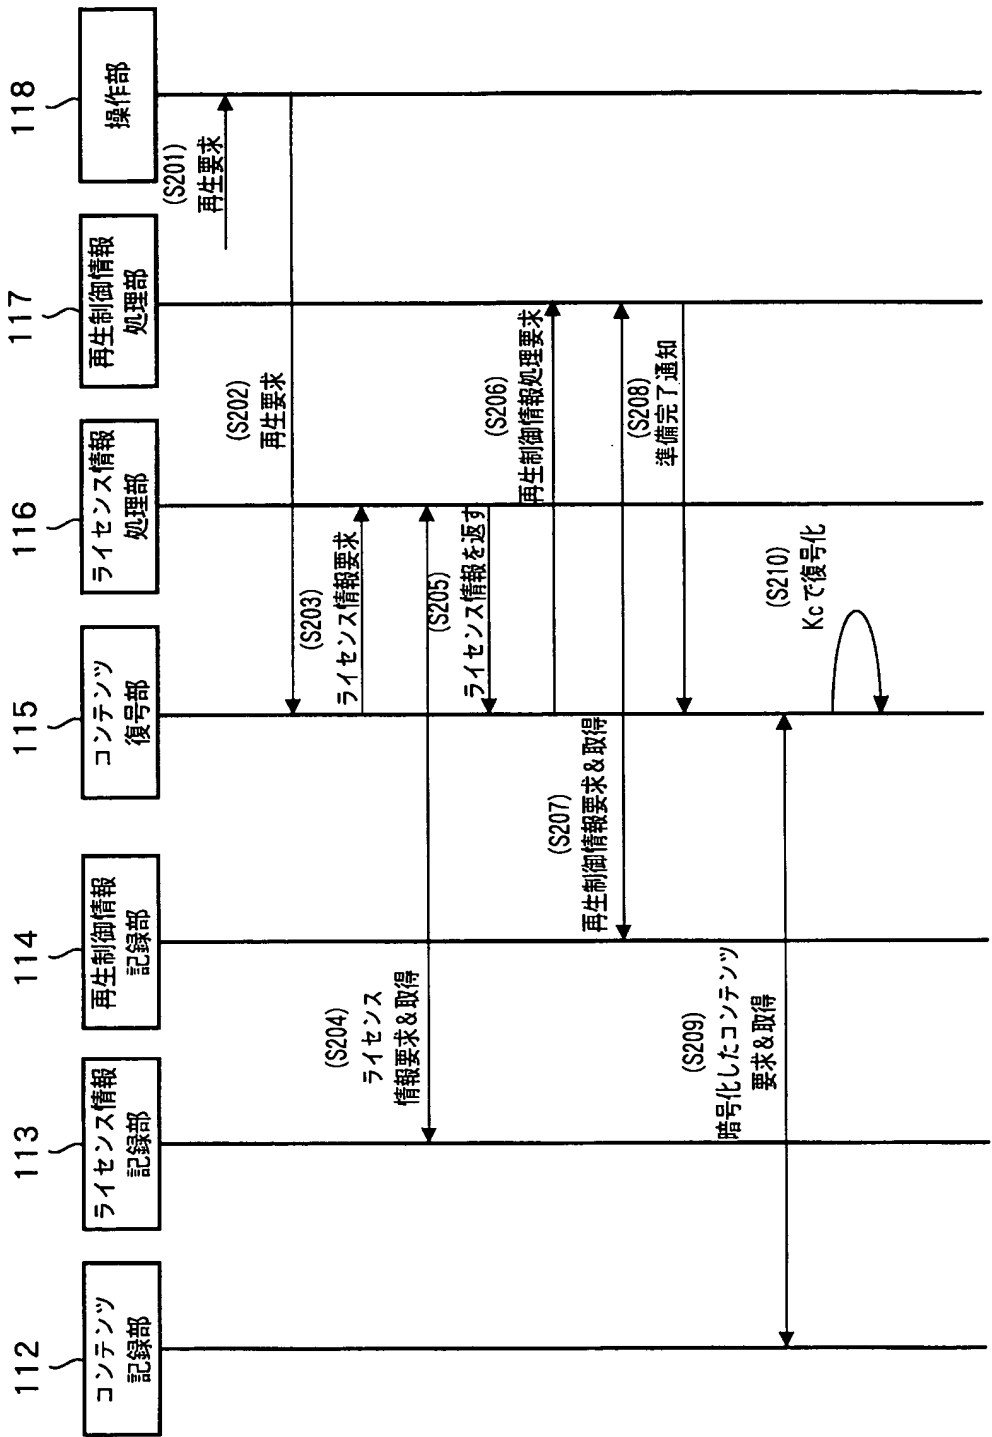 112
コンテンツ
記録部
113
ライセンス情報
記録部
114
再生制御情報
記録部
115
コンテンツ
復号部
116
ライセンス情報
処理部
117
再生制御情報
処理部
118
操作部
(S201)
再生要求
(S202)
再生要求
(S203)
ライセンス情報要求
(S204)
ライセンス
情報要求&取得
(S205)
ライセンス情報を返す
(S206)
再生制御情報処理要求
(S207)
再生制御情報要求&取得
(S208)
準備完了通知
(S209)
暗号化したコンテンツ
要求&取得
(S210)
Kcで復号化